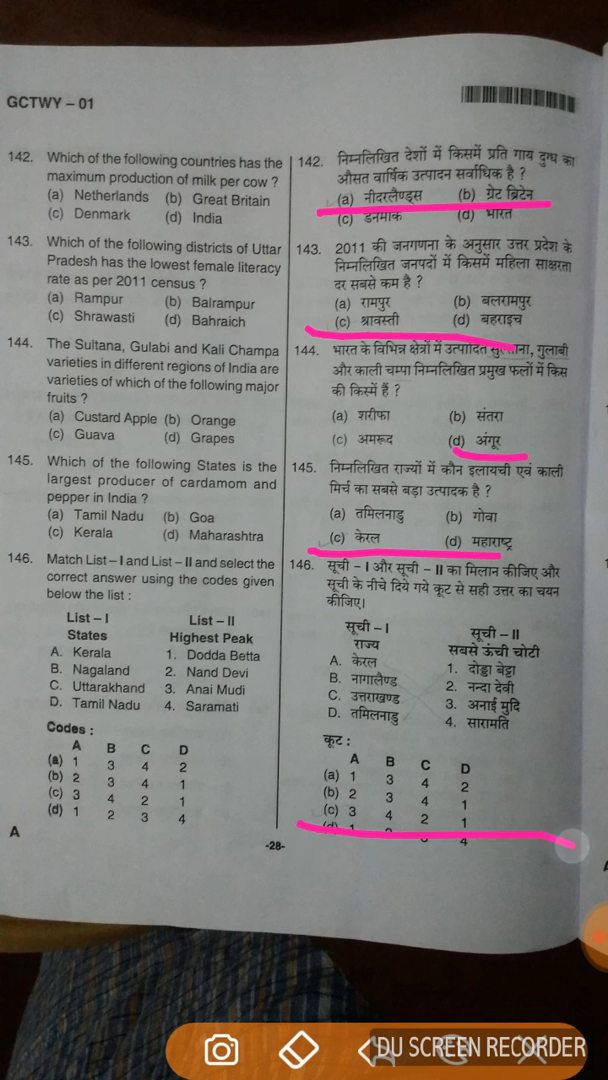 GCTWY – 01
142. Which of the following countries has the
maximum production of milk per cow ?
(a) Netherlands (b) Great Britain
(c) Denmark (d) India
143. Which of the following districts of Uttar
Pradesh has the lowest female literacy
rate as per 2011 census ?
(a) Rampur (b) Balrampur
(c) Shrawasti (d) Bahraich
144. The Sultana, Gulabi and Kali Champa
varieties in different regions of India are
varieties of which of the following major
fruits ?
(a) Custard Apple (b) Orange
(c) Guava (d) Grapes
145. Which of the following States is the
largest producer of cardamom and
pepper in India ?
(a) Tamil Nadu (b) Goa
(c) Kerala (d) Maharashtra
146. Match List – I and List – II and select the
correct answer using the codes given
below the list :
List – I List – II
States Highest Peak
A. Kerala 1. Dodda Betta
B. Nagaland 2. Nand Devi
C. Uttarakhand 3. Anai Mudi
D. Tamil Nadu 4. Saramati
Codes :
A B C D
(a) 1 3 4 2
(b) 2 3 4 1
(c) 3 4 2 1
(d) 1 2 3 4
142. निम्नलिखित देशों में किसमें प्रति गाय दुग्ध का
औसत वार्षिक उत्पादन सर्वाधिक है ?
(a) नीदरलैण्ड्स (b) ग्रेट ब्रिटेन
(c) डेनमार्क (d) भारत
143. 2011 की जनगणना के अनुसार उत्तर प्रदेश के
निम्नलिखित जनपदों में किसमें महिला साक्षरता
दर सबसे कम है ?
(a) रामपुर (b) बलरामपुर
(c) श्रावस्ती (d) बहराइच
144. भारत के विभिन्न क्षेत्रों में उत्पादित गुलाबी
और काली चम्पा निम्नलिखित प्रमुख फलों में किस
की किस्में हैं ?
(a) शरीफा (b) संतरा
(c) अमरूद (d) अंगूर
145. निम्नलिखित राज्यों में कौन इलायची एवं काली
मिर्च का सबसे बड़ा उत्पादक है ?
(a) तमिलनाडु (b) गोवा
(c) केरल (d) महाराष्ट्र
146. सूची – I और सूची – II का मिलान कीजिए और
सूची के नीचे दिये गये कूट से सही उत्तर का चयन
कीजिए।
सूची – I सूची – II
राज्य सबसे ऊंची चोटी
A. केरल 1. दोड्डा बेट्टा
B. नागालैण्ड 2. नन्दा देवी
C. उत्तराखण्ड 3. अनाई मुदि
D. तमिलनाडु 4. सारामति
कूट :
A B C D
(a) 1 3 4 2
(b) 2 3 4 1
(c) 3 4 2 1
(d) 1 4
A
-28-
DU SCREEN RECORDER